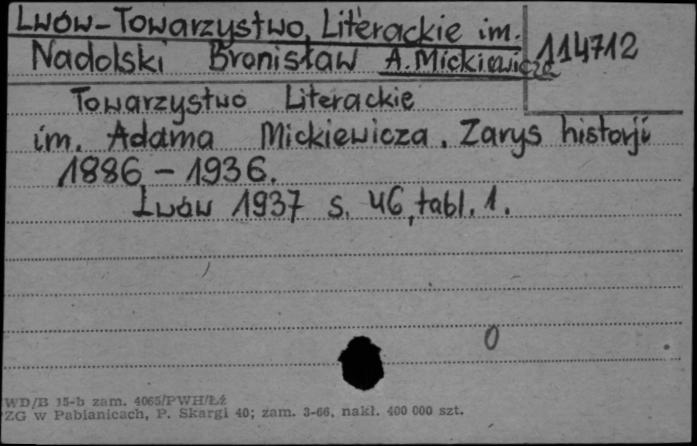 Lwów-Towarzystwo Literackie im.
Nadolski Bronisław A. Mickiewicza
114712
Towarzystwo Literackie
im. Adama Mickiewicza. Zarys historji
1886-1936.
Lwów 1937 s. 46, tabl. 1.
0
WD/B 15-b zam. 4065/PWH/Łź
ZG w Pabianicach, P. Skargi 40; zam. 3-66, nakł. 400 000 szt.